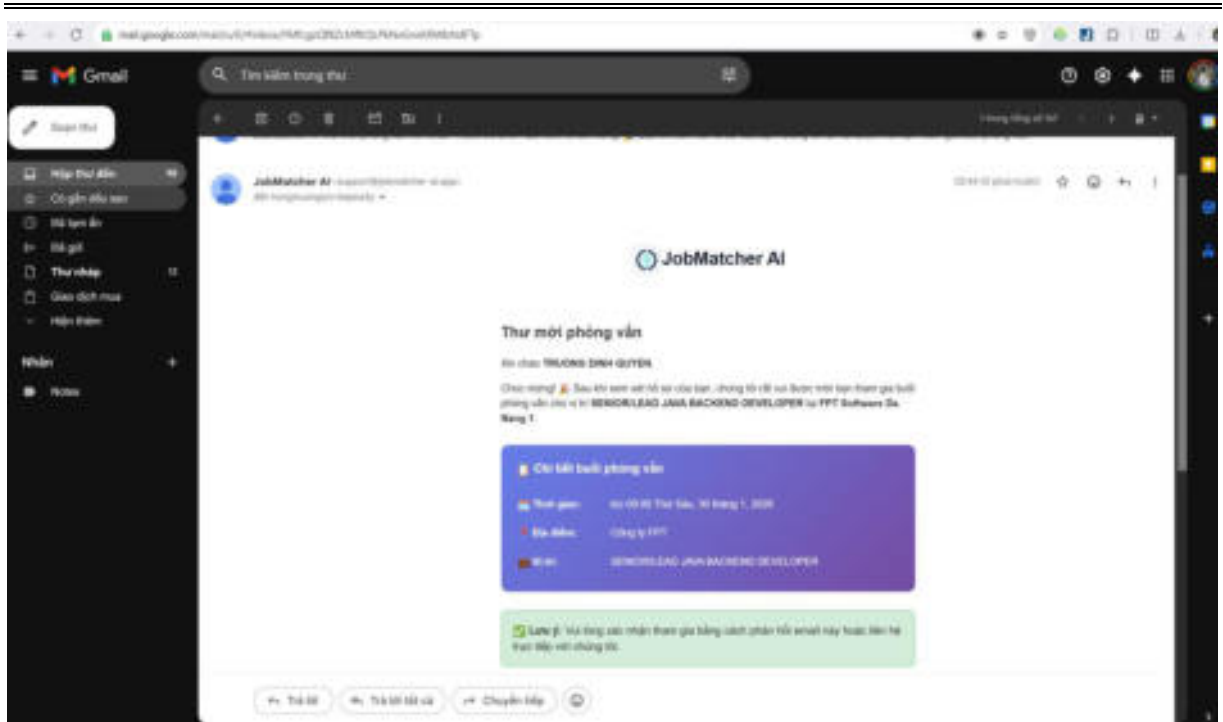 Gmail
Tìm kiếm trong thư
Soạn thư
Hộp thư đến
Có gắn dấu sao
Đã tạm ẩn
Đã gửi
Thư nháp
Giao dịch mua
Hiện thêm
Nhãn
Notes
JobMatcher AI
JobMatcher AI
Thư mời phỏng vấn
Xin chào TRUONG DINH QUYEN,
Chúc mừng! 🎉 Sau khi xem xét hồ sơ của bạn, chúng tôi rất vui được mời bạn tham gia buổi
phỏng vấn cho vị trí SENIOR/LEAD JAVA BACKEND DEVELOPER tại FPT Software Da
Nang 1.
Chi tiết buổi phỏng vấn
Thời gian:
Thứ Sáu,
Địa điểm: Công ty FPT
Vị trí: SENIOR/LEAD JAVA BACKEND DEVELOPER
Lưu ý: Vui lòng xác nhận tham gia bằng cách phản hồi email này hoặc liên hệ
trực tiếp với chúng tôi.
Trả lời
Trả lời tất cả
Chuyển tiếp